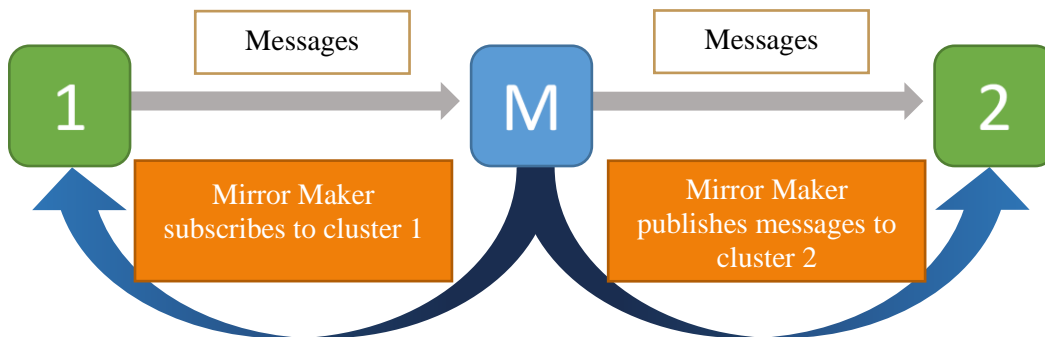 Messages
Messages
1
M
2
Mirror Maker
subscribes to cluster 1
Mirror Maker
publishes messages to
cluster 2